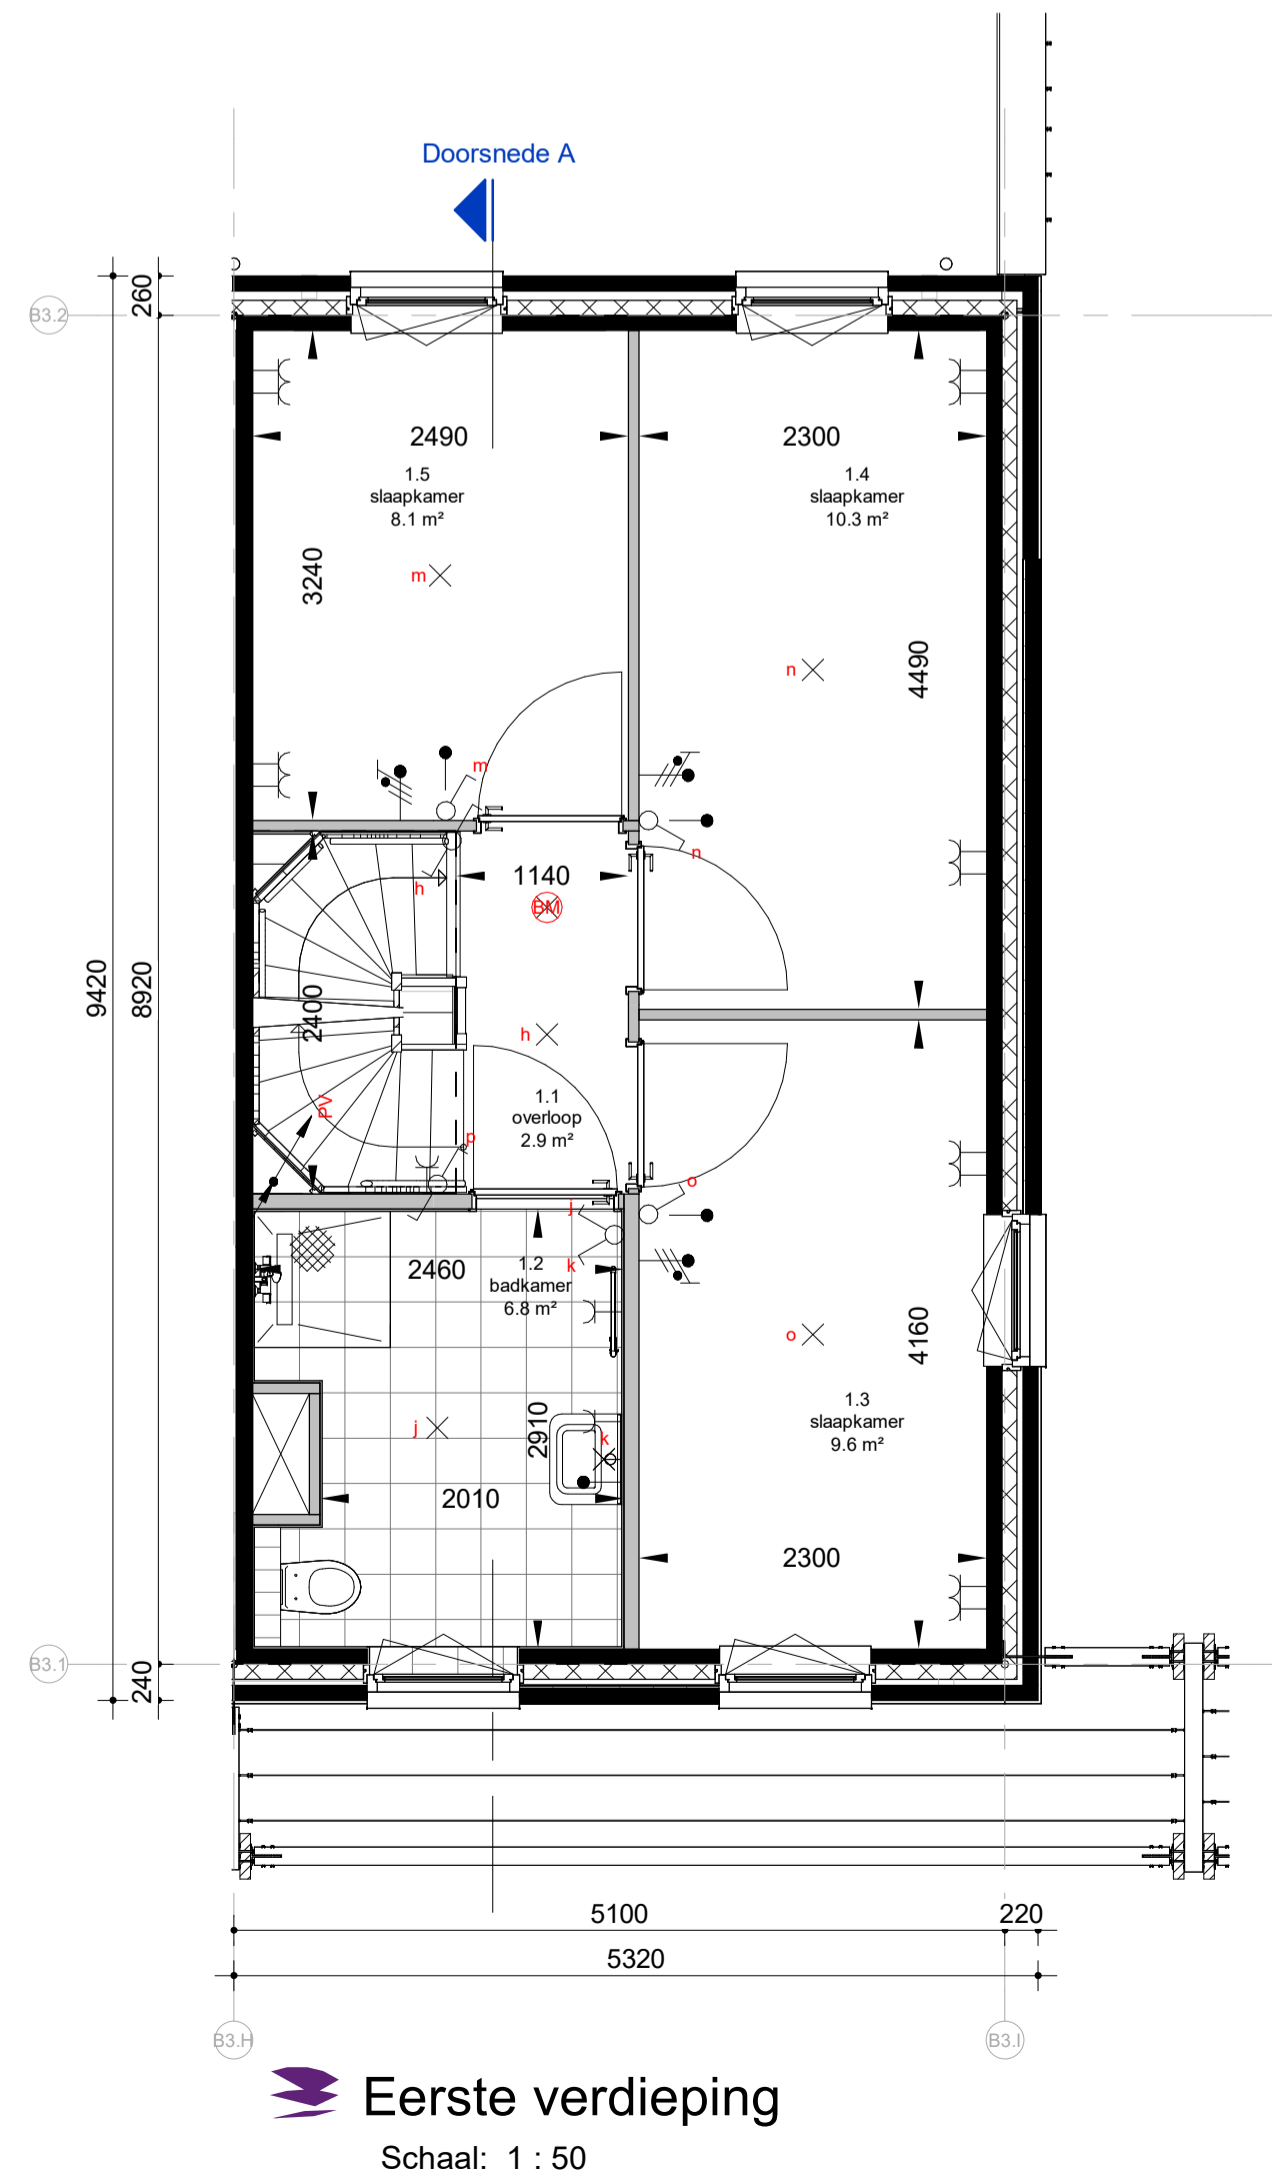 Doorsnede A
260
B3.2
2490
2300
1.5
slaapkamer
8.1 m²
1.4
slaapkamer
10.3 m²
3240
m
n
4490
m
n
h
1140
BM
9420
8920
2400
h
PV
1.1
overloop
2.9 m²
p
o
j
k
2460
1.2
badkamer
6.8 m²
o
4160
j
2910
k
1.3
slaapkamer
9.6 m²
2010
2300
B3.1
240
5100
220
5320
B3.H
B3.I
Eerste verdieping
Schaal: 1 : 50